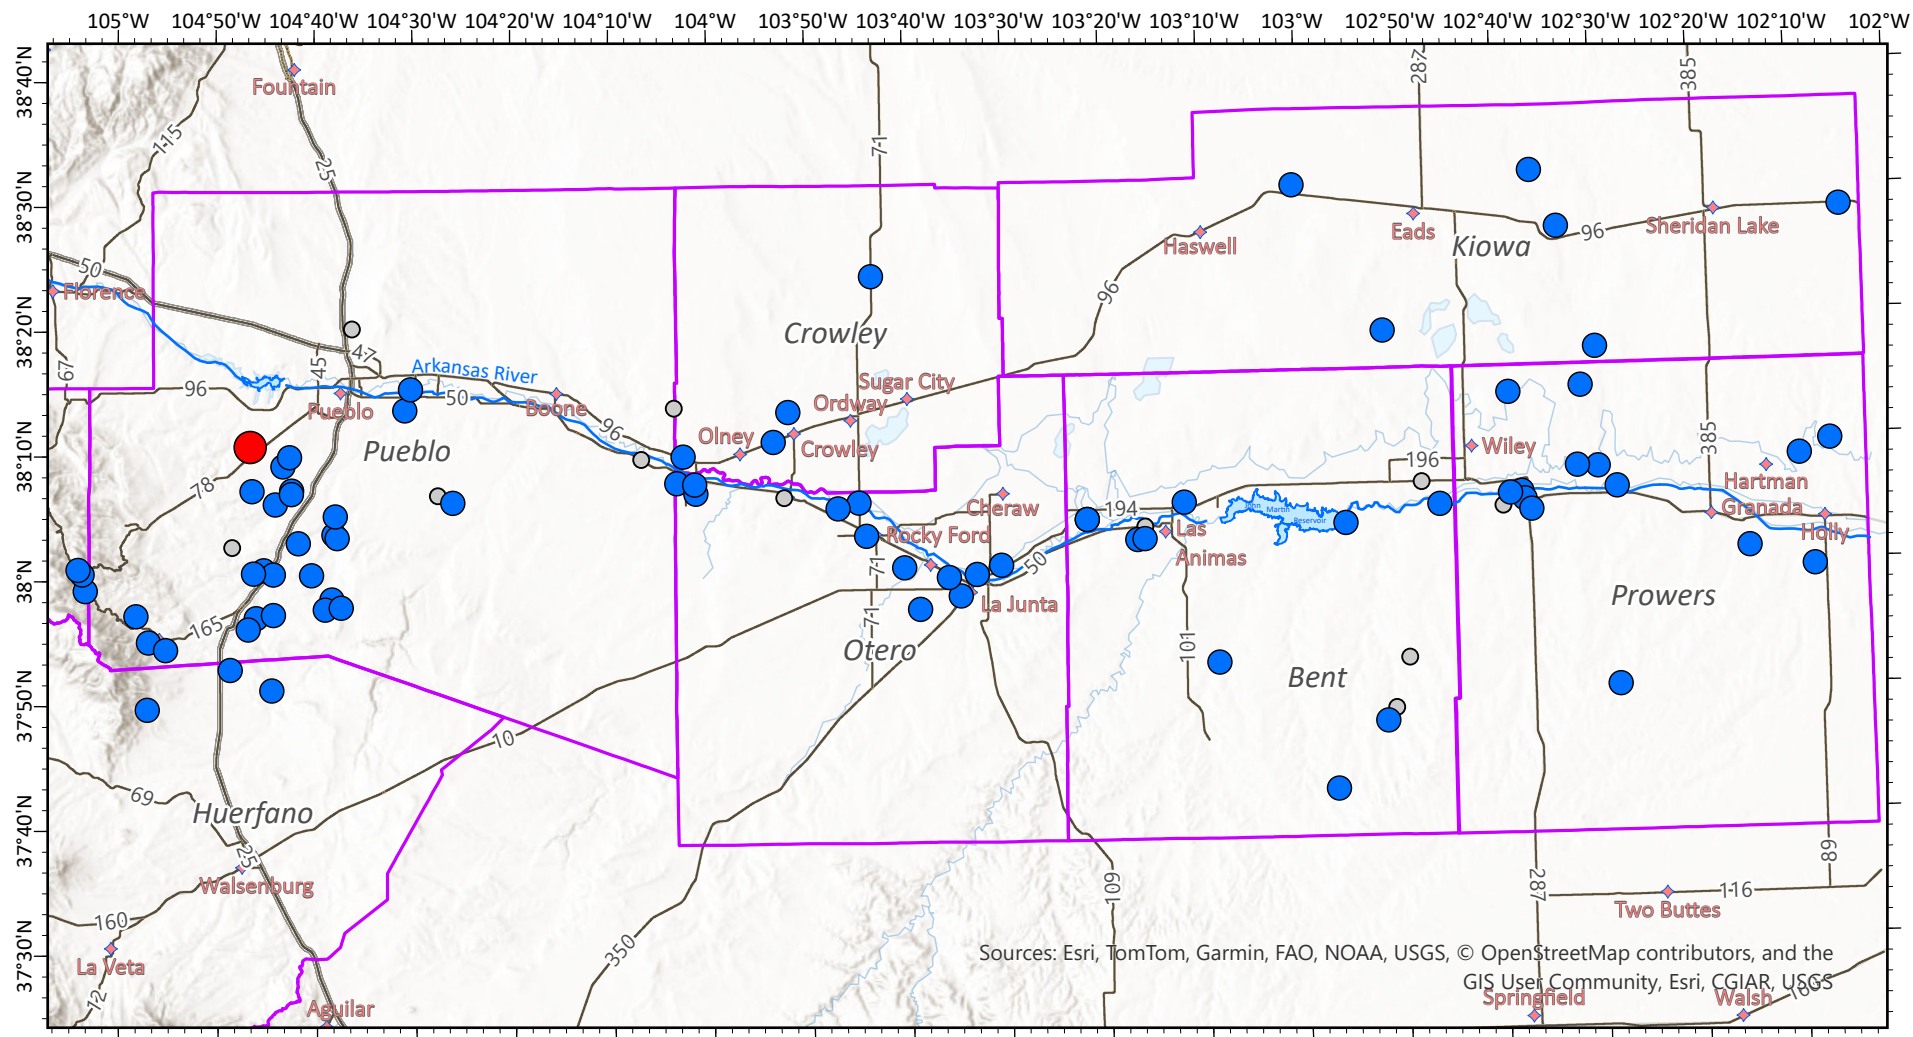 105°W 104°50'W 104°40'W 104°30'W 104°20'W 104°10'W 104°W 103°50'W 103°40'W 103°30'W 103°20'W 103°10'W 103°W 102°50'W 102°40'W 102°30'W 102°20'W 102°10'W 102°W
38°40'N
38°30'N
38°20'N
38°10'N
38°N
37°50'N
37°40'N
37°30'N
Fountain
115
25
71
287
385
Haswell
Eads
Kiowa
96
Sheridan Lake
50
Florence
96
Crowley
67
45
47
Arkansas River
96
Pueblo
50
Boone
Sugar City
Ordway
Pueblo
96
Olney
Crowley
196
Wiley
385
78
Hartman
Cheraw
194
John Martin
Reservoir
Granada
Rocky Ford
Las
Animas
Holly
71
50
La Junta
165
71
Otero
101
Bent
Prowers
10
69
Huerfano
25
Walsenburg
160
La Veta
12
Aguilar
350
109
287
89
116
Two Buttes
Sources: Esri, TomTom, Garmin, FAO, NOAA, USGS, © OpenStreetMap contributors, and the
GIS User Community, Esri, CGIAR, USGS
Springfield
Walsh
160